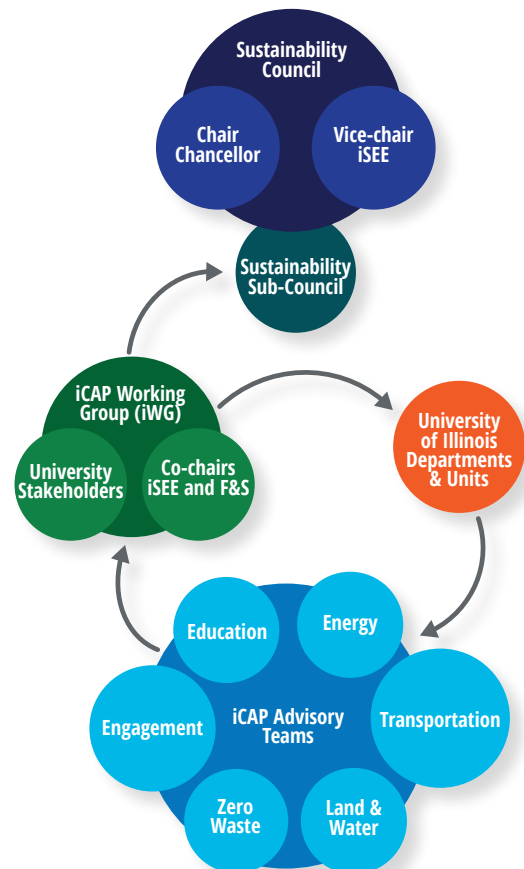 Sustainability
Council
Chair
Chancellor
Vice-chair
iSEE
Sustainability
Sub-Council
iCAP Working
Group (iWG)
University
Stakeholders
Co-chairs
iSEE and F&S
University
of Illinois
Departments
& Units
Education
Energy
Engagement
iCAP Advisory
Teams
Transportation
Zero
Waste
Land &
Water